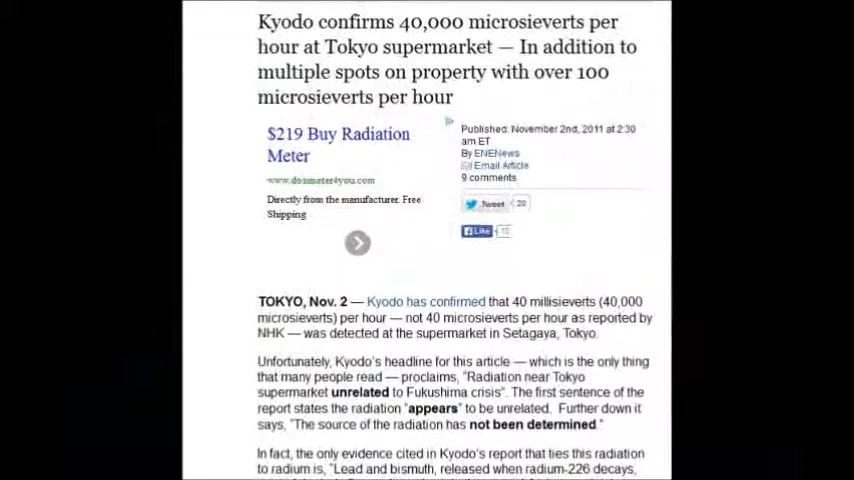 Kyodo confirms 40,000 microsieverts per
hour at Tokyo supermarket — In addition to
multiple spots on property with over 100
microsieverts per hour
$219 Buy Radiation
Meter
www.dosimeter4you.com
Directly from the manufacturer. Free
Shipping
Published: November 2nd, 2011 at 2:30
am ET
By ENENews
Email Article
9 comments
Tweet 20
Like
TOKYO, Nov. 2 — Kyodo has confirmed that 40 millisieverts (40,000
microsieverts) per hour — not 40 microsieverts per hour as reported by
NHK — was detected at the supermarket in Setagaya, Tokyo.
Unfortunately, Kyodo's headline for this article — which is the only thing
that many people read — proclaims, "Radiation near Tokyo
supermarket unrelated to Fukushima crisis". The first sentence of the
report states the radiation "appears" to be unrelated. Further down it
says, "The source of the radiation has not been determined."
In fact, the only evidence cited in Kyodo's report that ties this radiation
to radium is, "Lead and bismuth, released when radium-226 decays,